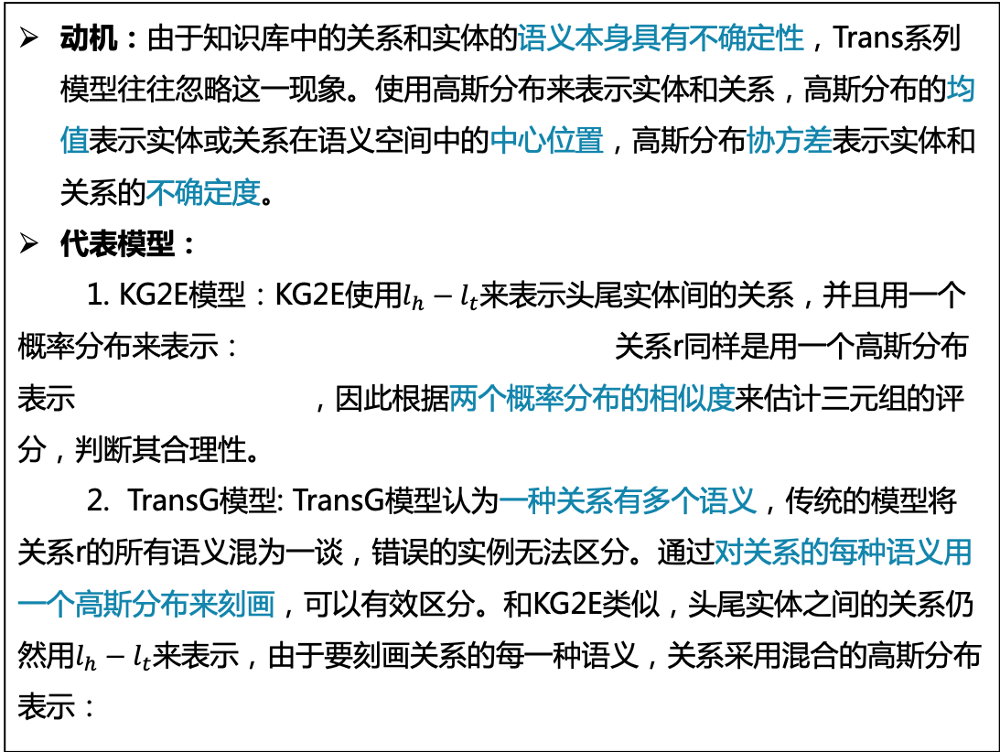 ➢ 动机：由于知识库中的关系和实体的语义本身具有不确定性，Trans系列
模型往往忽略这一现象。使用高斯分布来表示实体和关系，高斯分布的均
值表示实体或关系在语义空间中的中心位置，高斯分布协方差表示实体和
关系的不确定度。
➢ 代表模型：
1. KG2E模型：KG2E使用𝑙ₕ − 𝑙ₜ来表示头尾实体间的关系，并且用一个
概率分布来表示： 关系r同样是用一个高斯分布
表示 ，因此根据两个概率分布的相似度来估计三元组的评
分，判断其合理性。
2. TransG模型: TransG模型认为一种关系有多个语义，传统的模型将
关系r的所有语义混为一谈，错误的实例无法区分。通过对关系的每种语义用
一个高斯分布来刻画，可以有效区分。和KG2E类似，头尾实体之间的关系仍
然用𝑙ₕ − 𝑙ₜ来表示，由于要刻画关系的每一种语义，关系采用混合的高斯分布
表示：